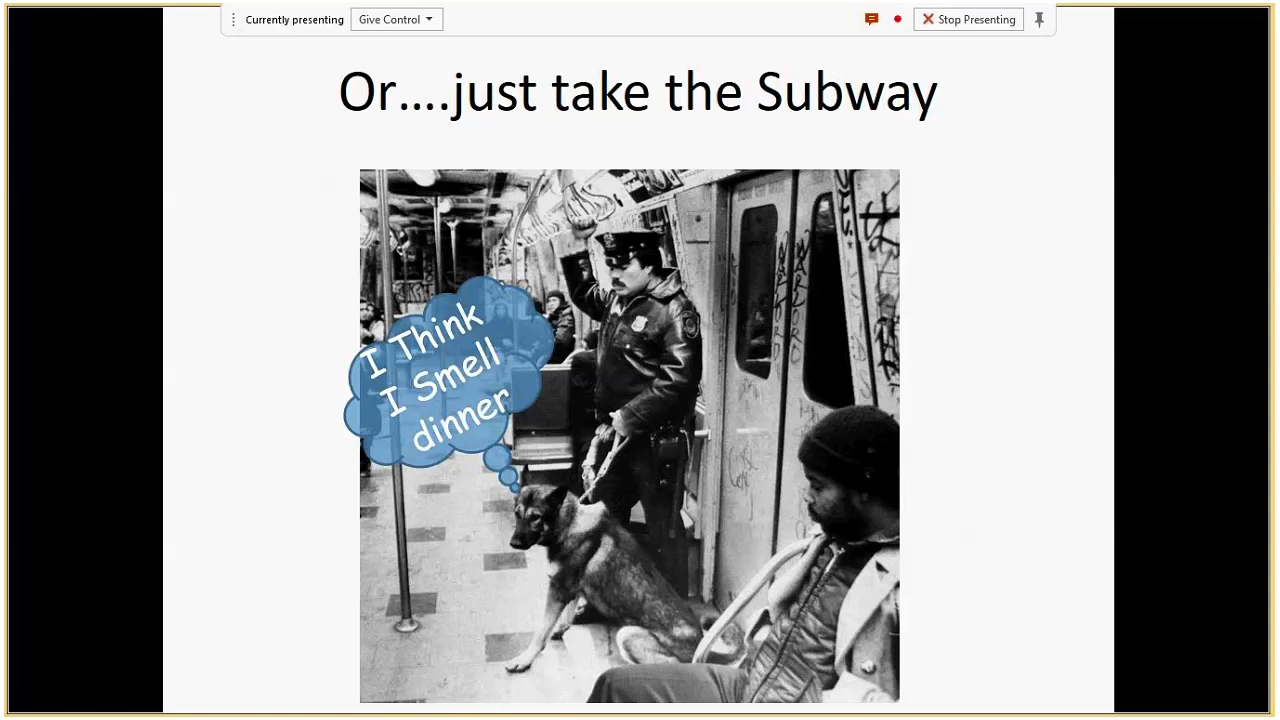 Currently presenting
Give Control
Stop Presenting
Or....just take the Subway
I Think
I Smell
dinner